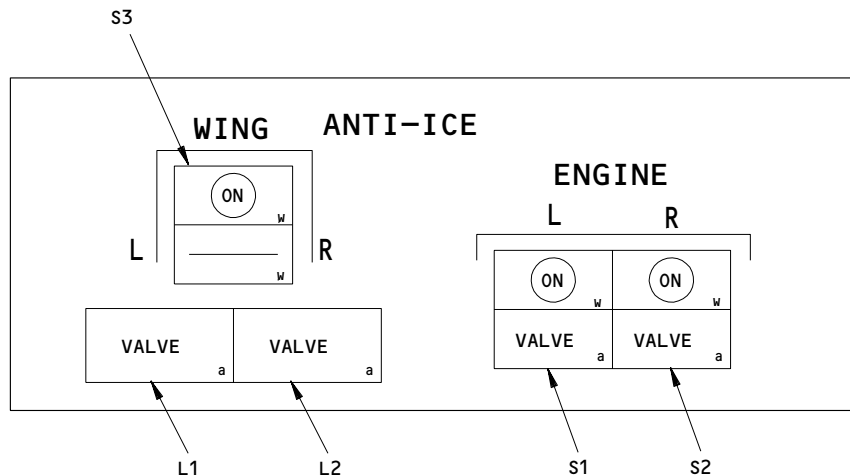 S3
WING ANTI-ICE
ENGINE
L R
ON
W
L R
W
ON ON
W W
VALVE VALVE
a a
VALVE VALVE
a a
L1 L2 S1 S2